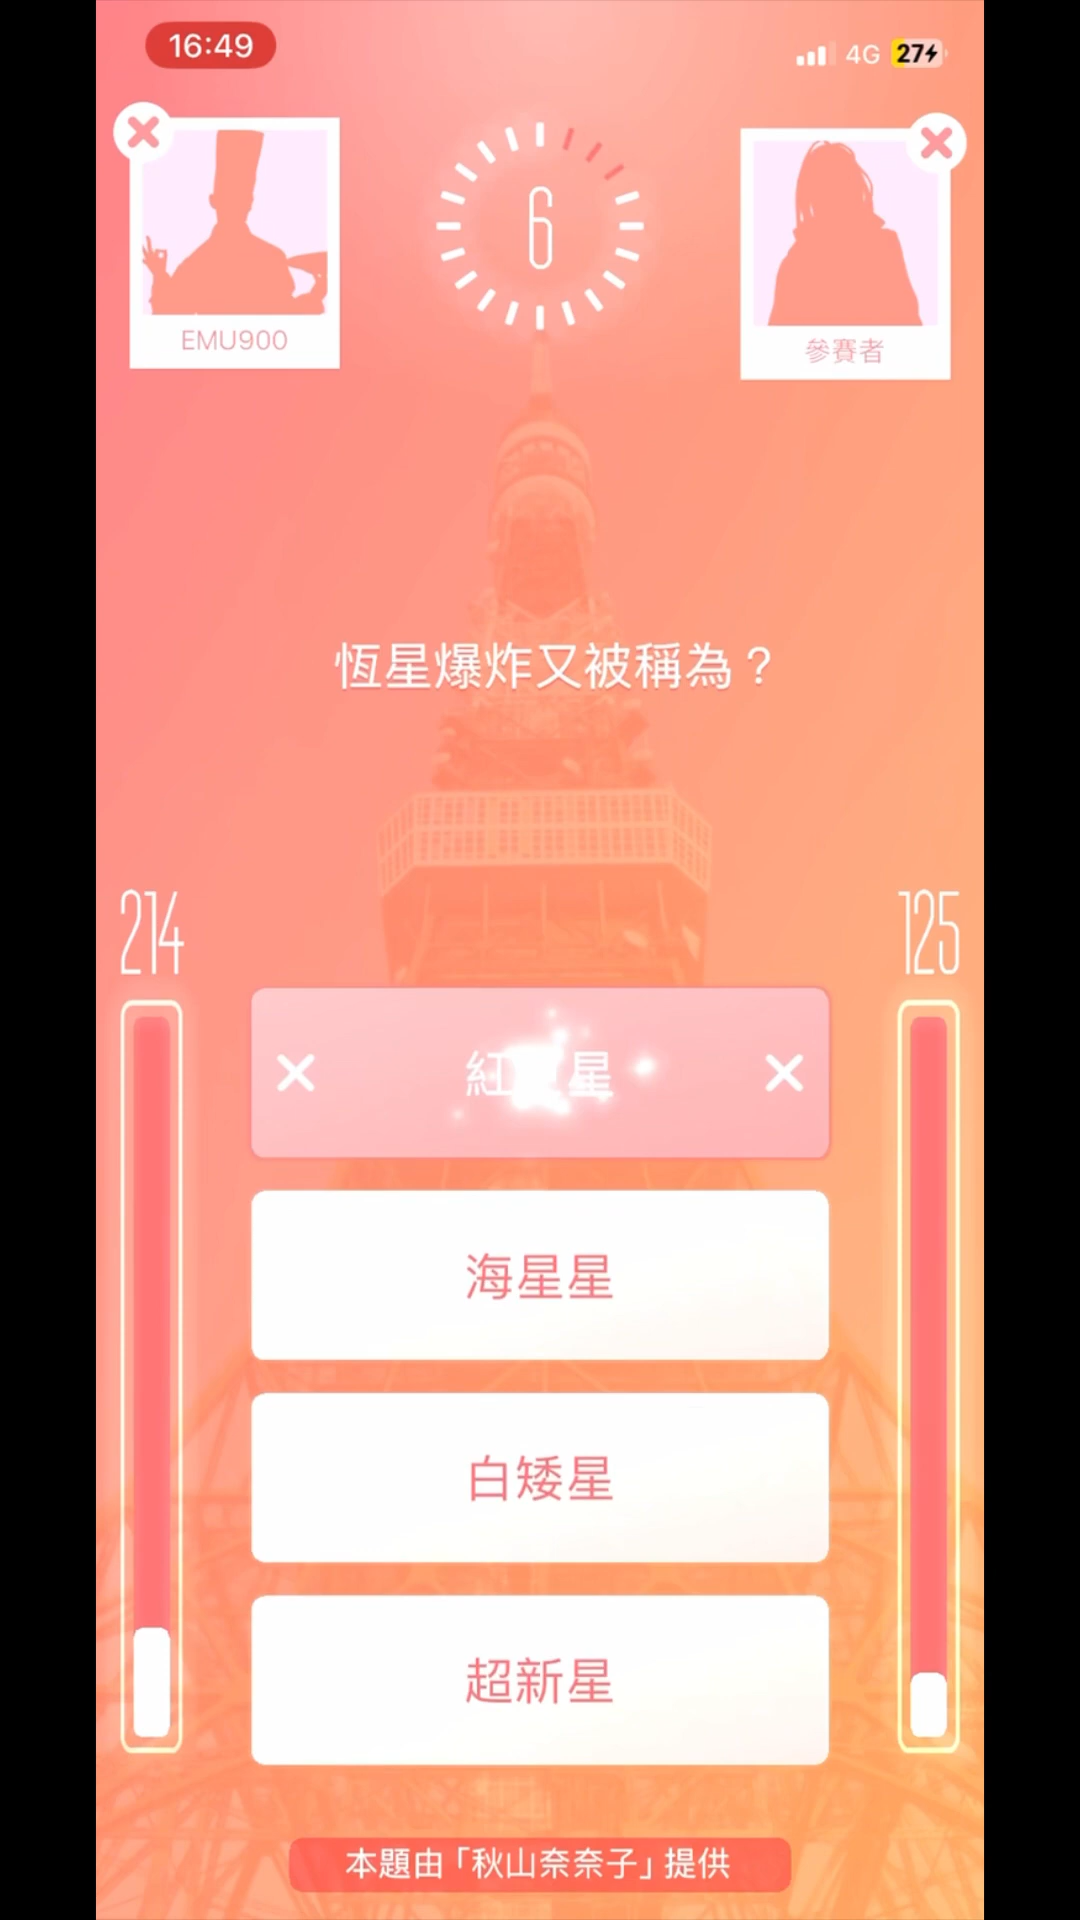 16:49
4G 27
6
EMU900
參賽者
恆星爆炸又被稱為？
214
125
紅 星
海星星
白矮星
超新星
本題由「秋山奈奈子」提供